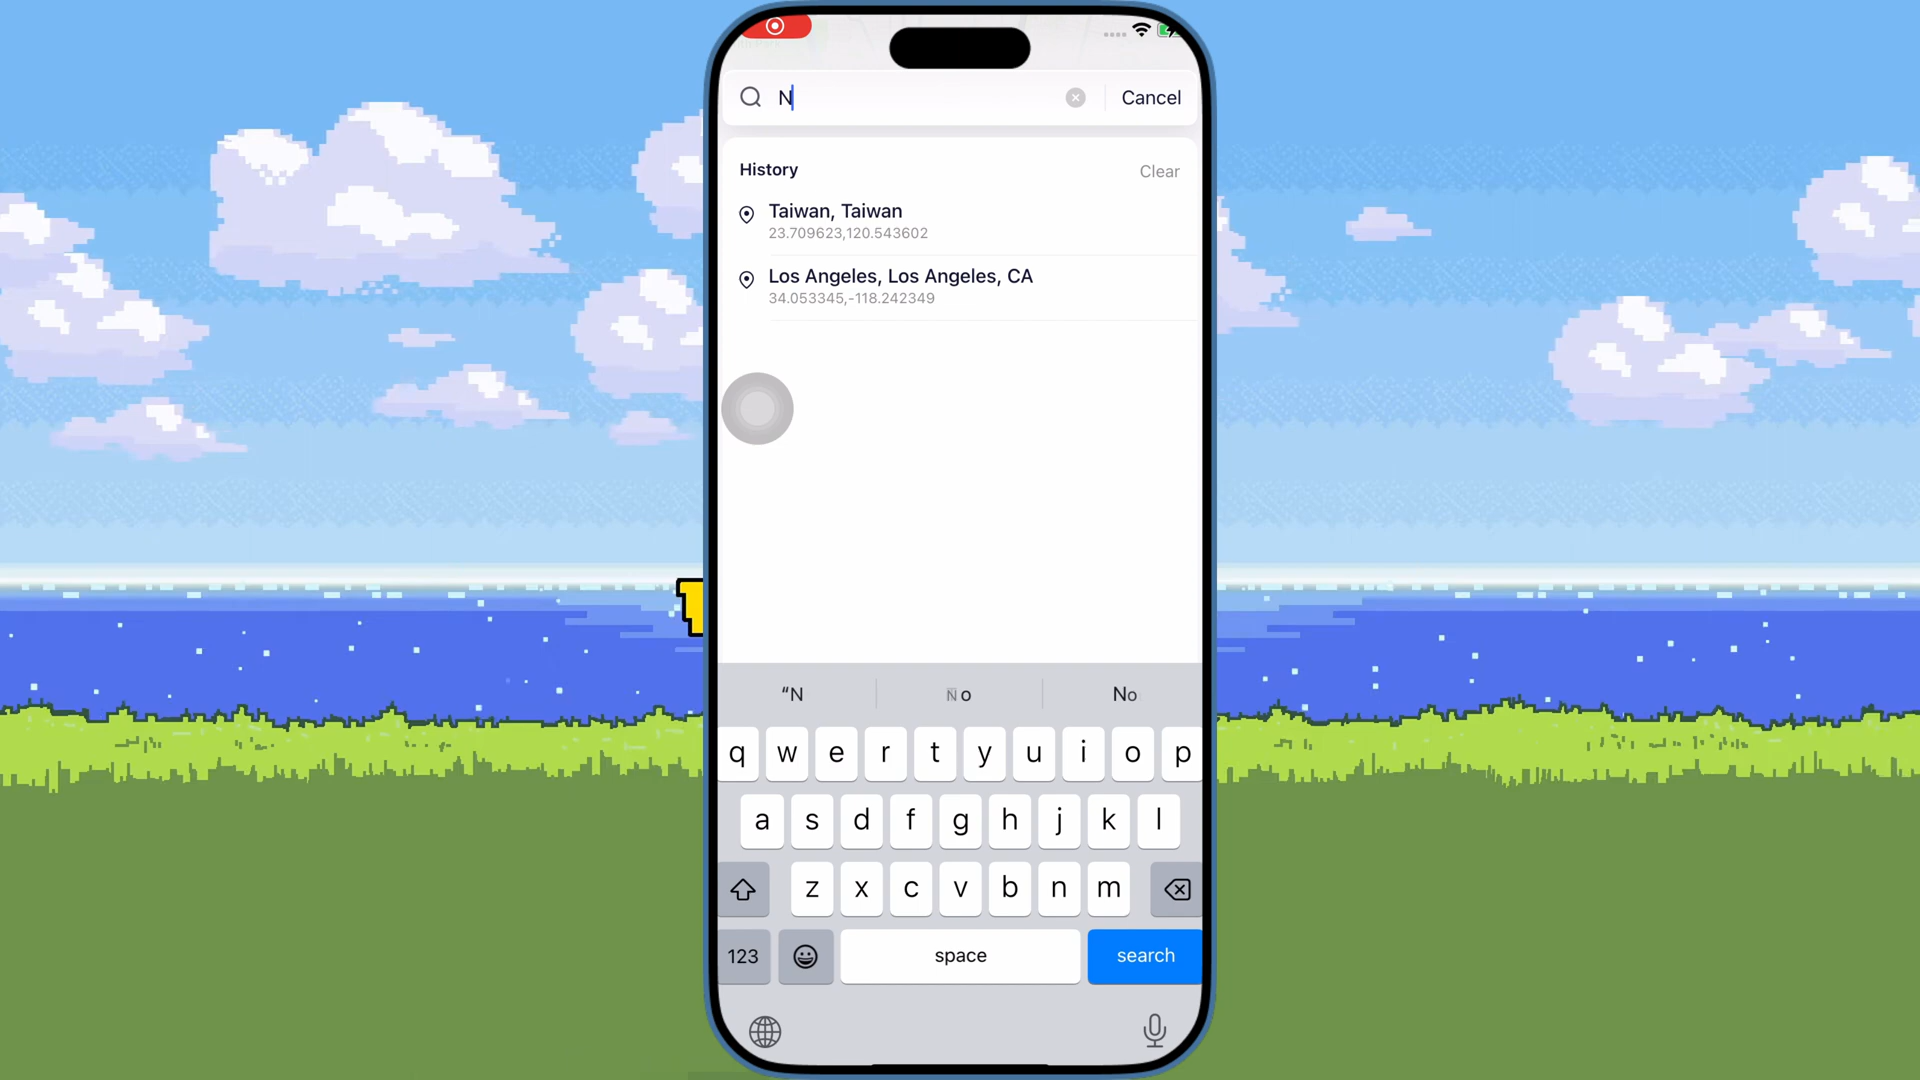 N
Cancel
History
Clear
Taiwan, Taiwan
23.709623,120.543602
Los Angeles, Los Angeles, CA
34.053345,-118.242349
“N
No
No
q w e r t y u i o p
a s d f g h j k l
z x c v b n m
123
space
search